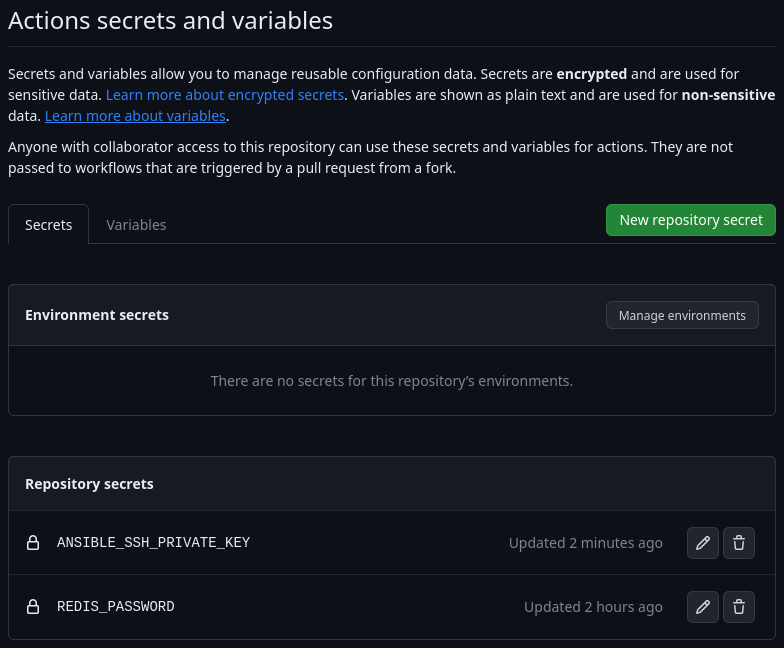 Actions secrets and variables
Secrets and variables allow you to manage reusable configuration data. Secrets are encrypted and are used for
sensitive data. Learn more about encrypted secrets. Variables are shown as plain text and are used for non-sensitive
data. Learn more about variables.
Anyone with collaborator access to this repository can use these secrets and variables for actions. They are not
passed to workflows that are triggered by a pull request from a fork.
Secrets Variables New repository secret
Environment secrets Manage environments
There are no secrets for this repository’s environments.
Repository secrets
ANSIBLE_SSH_PRIVATE_KEY Updated 2 minutes ago
REDIS_PASSWORD Updated 2 hours ago